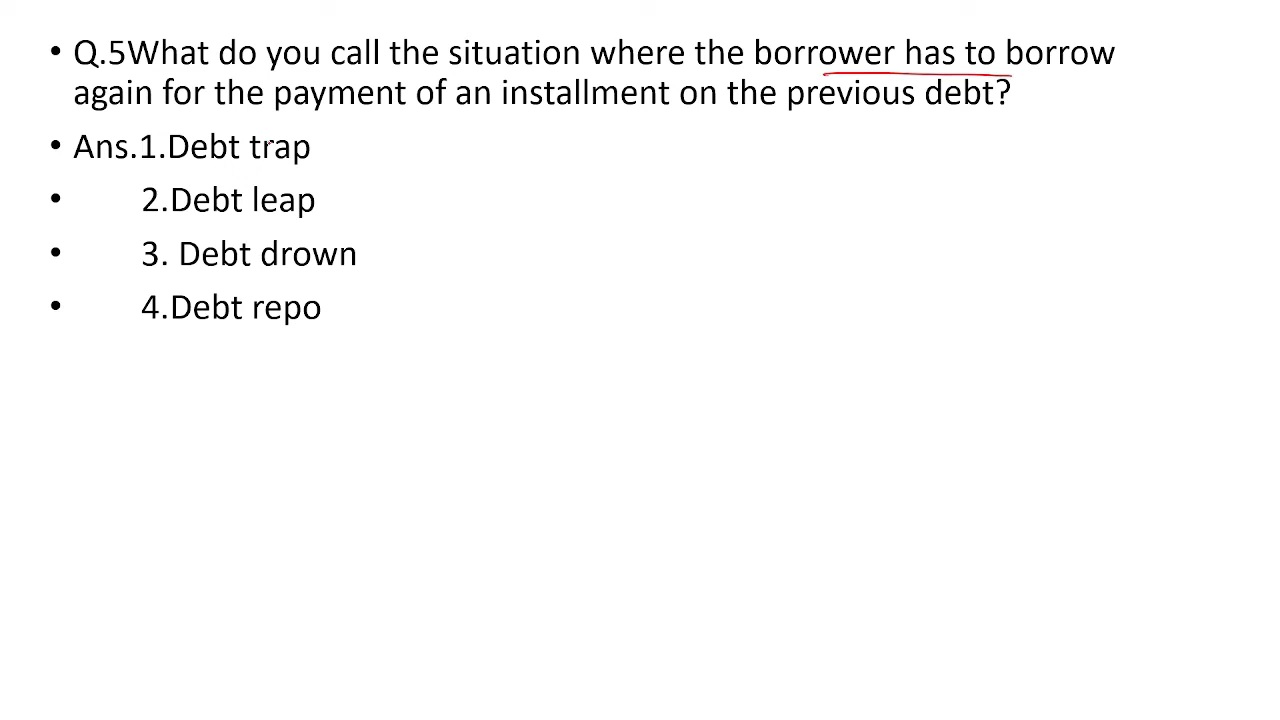 • Q.5What do you call the situation where the borrower has to borrow
again for the payment of an installment on the previous debt?
• Ans.1.Debt trap
• 2.Debt leap
• 3. Debt drown
• 4.Debt repo